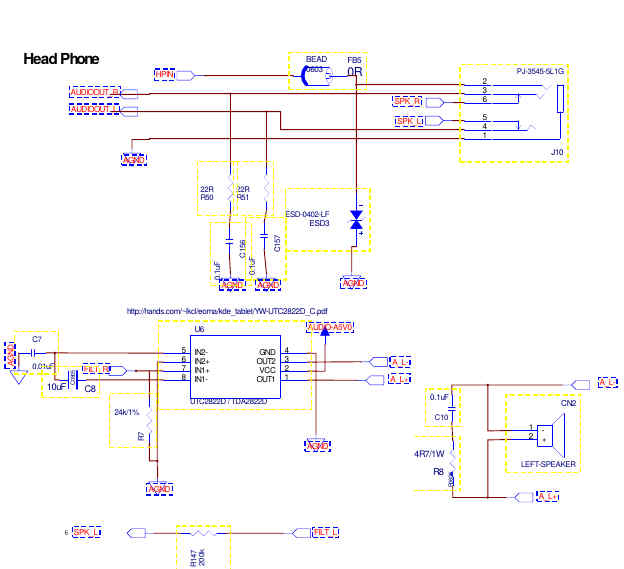 Head Phone
BEAD
0603
FB5
0R
HPIN
PJ-3545-5L1G
AUDIOOUT_R
AUDIOOUT_L
2
3
SPK_R
6
SPK_L
5
4
1
AGND
J10
22R
R50
22R
R51
ESD-0402-LF
ESD3
0.1uF
C156
0.1uF
C157
AGND
AGND
AGND
http://hands.com/~lkcl/eoma/kde_tablet/YW-UTC2822D_C.pdf
U6
AUDIO-A5V0
C7
AGND
0.01uF
5
IN2-
GND
4
6
IN2+
OUT2
3
A_L-
FILT_R
7
IN1+
VCC
2
8
IN1-
OUT1
1
A_L+
10uF
C8
UTC2822D / TDA2822D
A_L-
0.1uF
C10
CN2
24k/1%
R7
AGND
1
2
4R7/1W
R8
LEFT-SPEAKER
AGND
A_L+
6
SPK_L
FILT_L
R147
200k